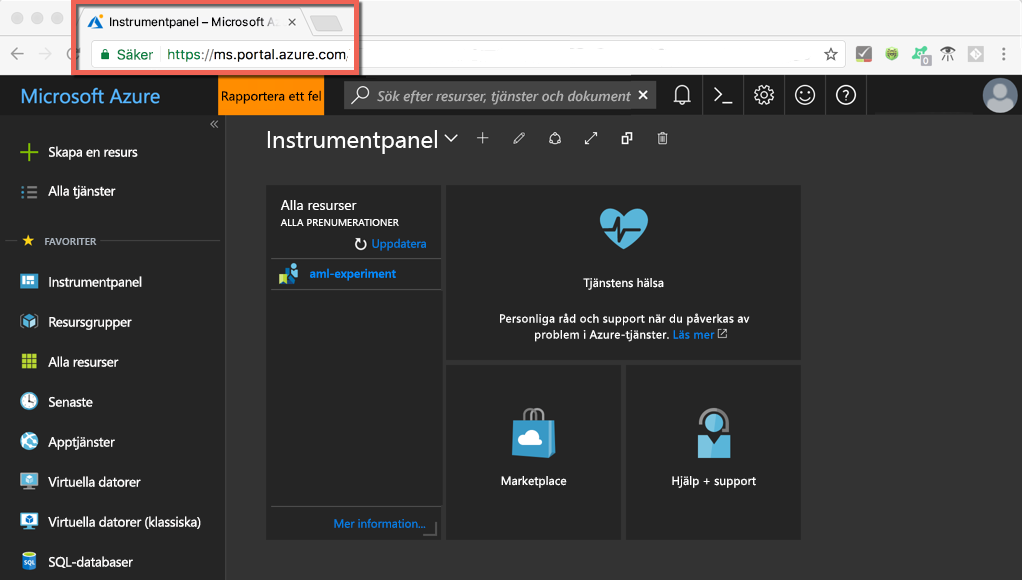 Instrumentpanel – Microsoft A
Säker https://ms.portal.azure.com/
0
Microsoft Azure
Rapportera ett fel
Sök efter resurser, tjänster och dokument
Skapa en resurs
Alla tjänster
FAVORITER
Instrumentpanel
Resursgrupper
Alla resurser
Senaste
Apptjänster
Virtuella datorer
Virtuella datorer (klassiska)
SQL-databaser
SQL
Instrumentpanel
Alla resurser
ALLA PRENUMERATIONER
Uppdatera
aml-experiment
Mer information...
Tjänstens hälsa
Personliga råd och support när du påverkas av
problem i Azure-tjänster. Läs mer
Marketplace
Hjälp + support